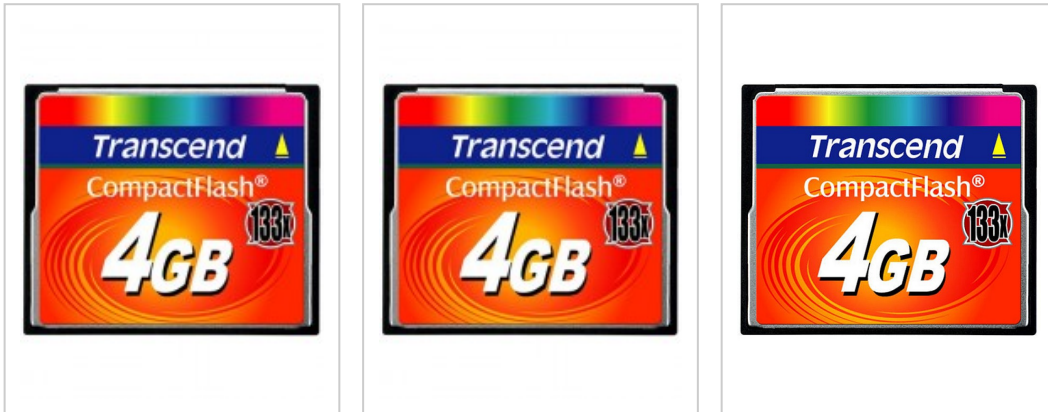 Transcend
CompactFlash®
133x
4GB
Transcend
CompactFlash®
133x
4GB
Transcend
CompactFlash®
133x
4GB